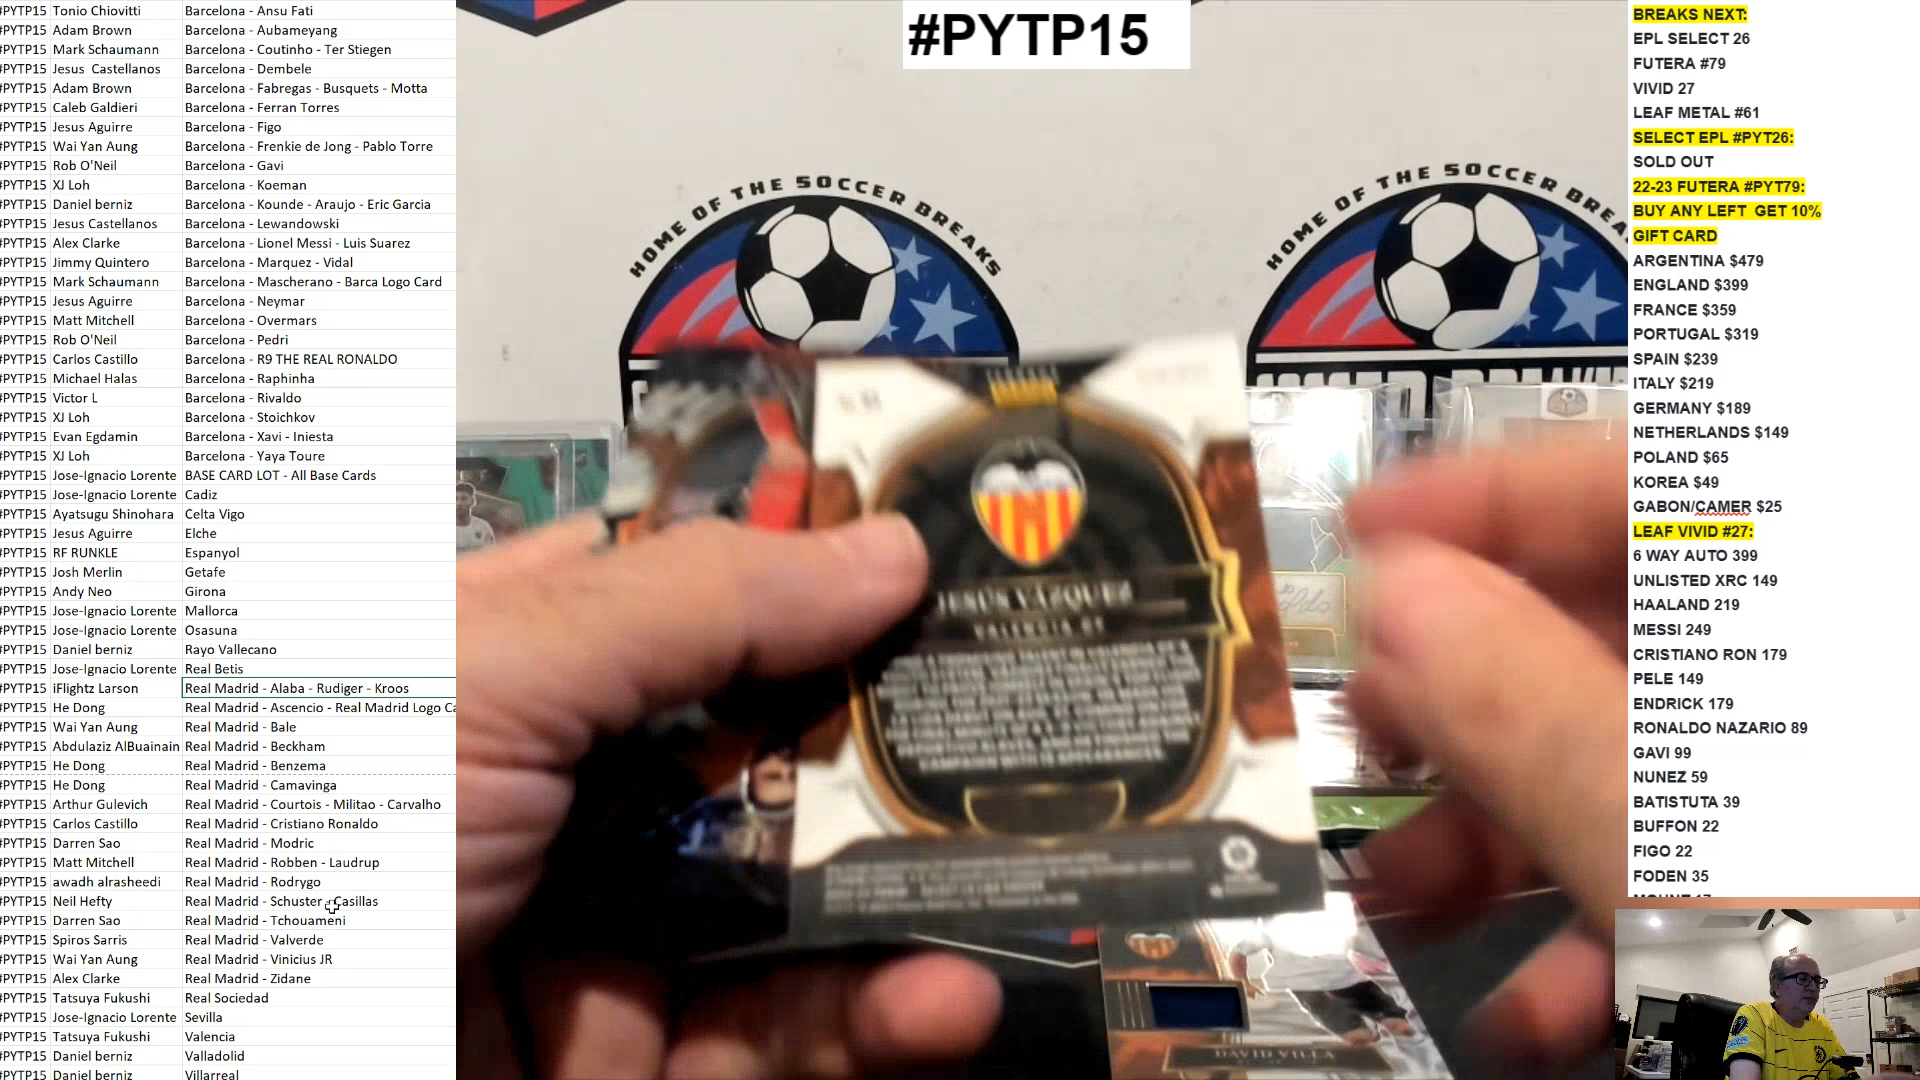 #PYTP15 Tonio Chiovitti Barcelona - Ansu Fati
#PYTP15 Adam Brown Barcelona - Aubameyang
#PYTP15 Mark Schaumann Barcelona - Coutinho - Ter Stiegen
#PYTP15 Jesus Castellanos Barcelona - Dembele
#PYTP15 Adam Brown Barcelona - Fabregas - Busquets - Motta
#PYTP15 Caleb Galdieri Barcelona - Ferran Torres
#PYTP15 Jesus Aguirre Barcelona - Figo
#PYTP15 Wai Yan Aung Barcelona - Frenkie de Jong - Pablo Torre
#PYTP15 Rob O'Neil Barcelona - Gavi
#PYTP15 XJ Loh Barcelona - Koeman
#PYTP15 Daniel berniz Barcelona - Kounde - Araujo - Eric Garcia
#PYTP15 Jesus Castellanos Barcelona - Lewandowski
#PYTP15 Alex Clarke Barcelona - Lionel Messi - Luis Suarez
#PYTP15 Jimmy Quintero Barcelona - Marquez - Vidal
#PYTP15 Mark Schaumann Barcelona - Mascherano - Barca Logo Card
#PYTP15 Jesus Aguirre Barcelona - Neymar
#PYTP15 Matt Mitchell Barcelona - Overmars
#PYTP15 Rob O'Neil Barcelona - Pedri
#PYTP15 Carlos Castillo Barcelona - R9 THE REAL RONALDO
#PYTP15 Michael Halas Barcelona - Raphinha
#PYTP15 Victor L Barcelona - Rivaldo
#PYTP15 XJ Loh Barcelona - Stoichkov
#PYTP15 Evan Egdamin Barcelona - Xavi - Iniesta
#PYTP15 XJ Loh Barcelona - Yaya Toure
#PYTP15 Jose-Ignacio Lorente BASE CARD LOT - All Base Cards
#PYTP15 Jose-Ignacio Lorente Cadiz
#PYTP15 Ayatsugu Shinohara Celta Vigo
#PYTP15 Jesus Aguirre Elche
#PYTP15 RF RUNKLE Espanyol
#PYTP15 Josh Merlin Getafe
#PYTP15 Andy Neo Girona
#PYTP15 Jose-Ignacio Lorente Mallorca
#PYTP15 Jose-Ignacio Lorente Osasuna
#PYTP15 Daniel berniz Rayo Vallecano
#PYTP15 Jose-Ignacio Lorente Real Betis
#PYTP15 iFlightz Larson Real Madrid - Alaba - Rudiger - Kroos
#PYTP15 He Dong Real Madrid - Ascencio - Real Madrid Logo Ca
#PYTP15 Wai Yan Aung Real Madrid - Bale
#PYTP15 Abdulaziz AlBuainain Real Madrid - Beckham
#PYTP15 He Dong Real Madrid - Benzema
#PYTP15 He Dong Real Madrid - Camavinga
#PYTP15 Arthur Gulevich Real Madrid - Courtois - Militao - Carvalho
#PYTP15 Carlos Castillo Real Madrid - Cristiano Ronaldo
#PYTP15 Darren Sao Real Madrid - Modric
#PYTP15 Matt Mitchell Real Madrid - Robben - Laudrup
#PYTP15 awadh alrasheedi Real Madrid - Rodrygo
#PYTP15 Neil Hefty Real Madrid - Schuster - Casillas
#PYTP15 Darren Sao Real Madrid - Tchouameni
#PYTP15 Spiros Sarris Real Madrid - Valverde
#PYTP15 Wai Yan Aung Real Madrid - Vinicius JR
#PYTP15 Alex Clarke Real Madrid - Zidane
#PYTP15 Tatsuya Fukushi Real Sociedad
#PYTP15 Jose-Ignacio Lorente Sevilla
#PYTP15 Tatsuya Fukushi Valencia
#PYTP15 Daniel berniz Valladolid
#PYTP15 Daniel berniz Villarreal
#PYTP15
HOME OF THE SOCCER BREAKS
HOME OF THE SOCCER BREA
JESÚS VÁZQUEZ
VALENCIA CF
DAVID VILLA
BREAKS NEXT:
EPL SELECT 26
FUTERA #79
VIVID 27
LEAF METAL #61
SELECT EPL #PYT26:
SOLD OUT
22-23 FUTERA #PYT79:
BUY ANY LEFT GET 10%
GIFT CARD
ARGENTINA $479
ENGLAND $399
FRANCE $359
PORTUGAL $319
SPAIN $239
ITALY $219
GERMANY $189
NETHERLANDS $149
POLAND $65
KOREA $49
GABON/CAMER $25
LEAF VIVID #27:
6 WAY AUTO 399
UNLISTED XRC 149
HAALAND 219
MESSI 249
CRISTIANO RON 179
PELE 149
ENDRICK 179
RONALDO NAZARIO 89
GAVI 99
NUNEZ 59
BATISTUTA 39
BUFFON 22
FIGO 22
FODEN 35